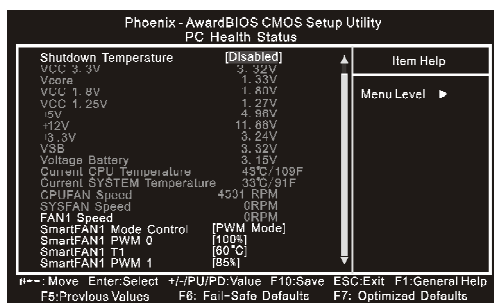 Phoenix - AwardBIOS CMOS Setup Utility
PC Health Status
Shutdown Temperature [Disabled]
VCC 3.3V 3.32V
Vcore 1.33V
VCC 1.8V 1.80V
VCC 1.25V 1.27V
+5V 4.96V
+12V 11.88V
+3.3V 3.24V
VSB 3.32V
Voltage Battery 3.15V
Current CPU Temperature 43°C/109F
Current SYSTEM Temperature 33°C/91F
CPUFAN Speed 4531 RPM
SYSFAN Speed 0RPM
FAN1 Speed 0RPM
SmartFAN1 Mode Control [PWM Mode]
SmartFAN1 PWM 0 [100%]
SmartFAN1 T1 [60°C]
SmartFAN1 PWM 1 [85%]
Item Help
Menu Level ►
: Move Enter:Select +/-/PU/PD:Value F10:Save ESC:Exit F1:General Help
F5:Previous Values F6: Fail-Safe Defaults F7: Optimized Defaults